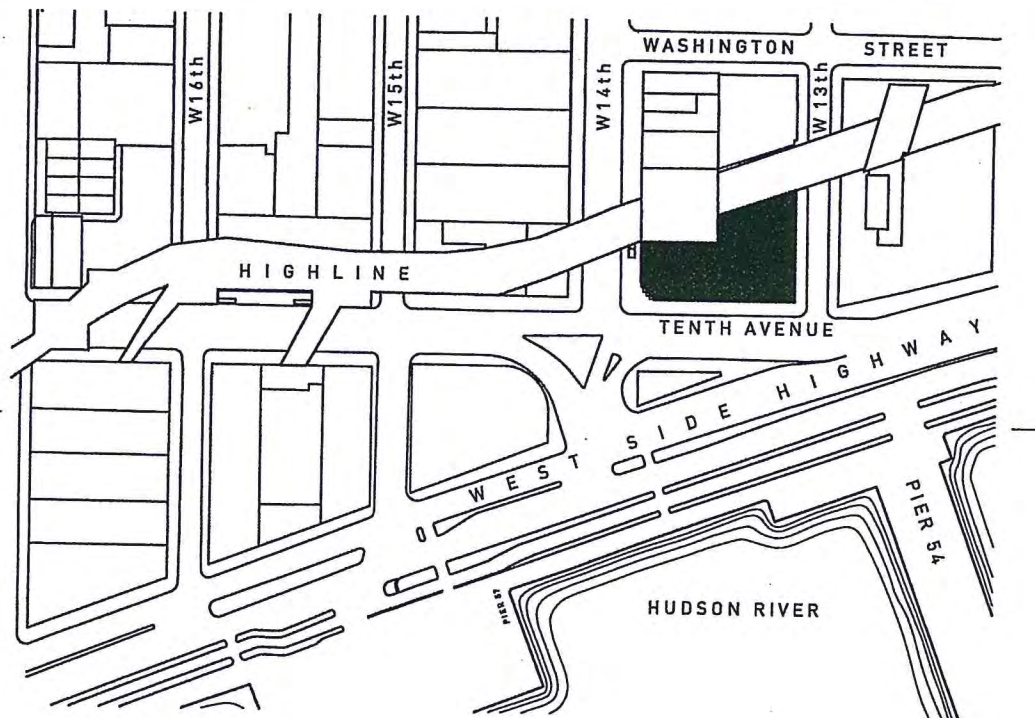 WASHINGTON STREET
W16th
W15th
W14th
W13th
HIGHLINE
TENTH AVENUE
WEST SIDE HIGHWAY
PIER 54
PIER 57
HUDSON RIVER